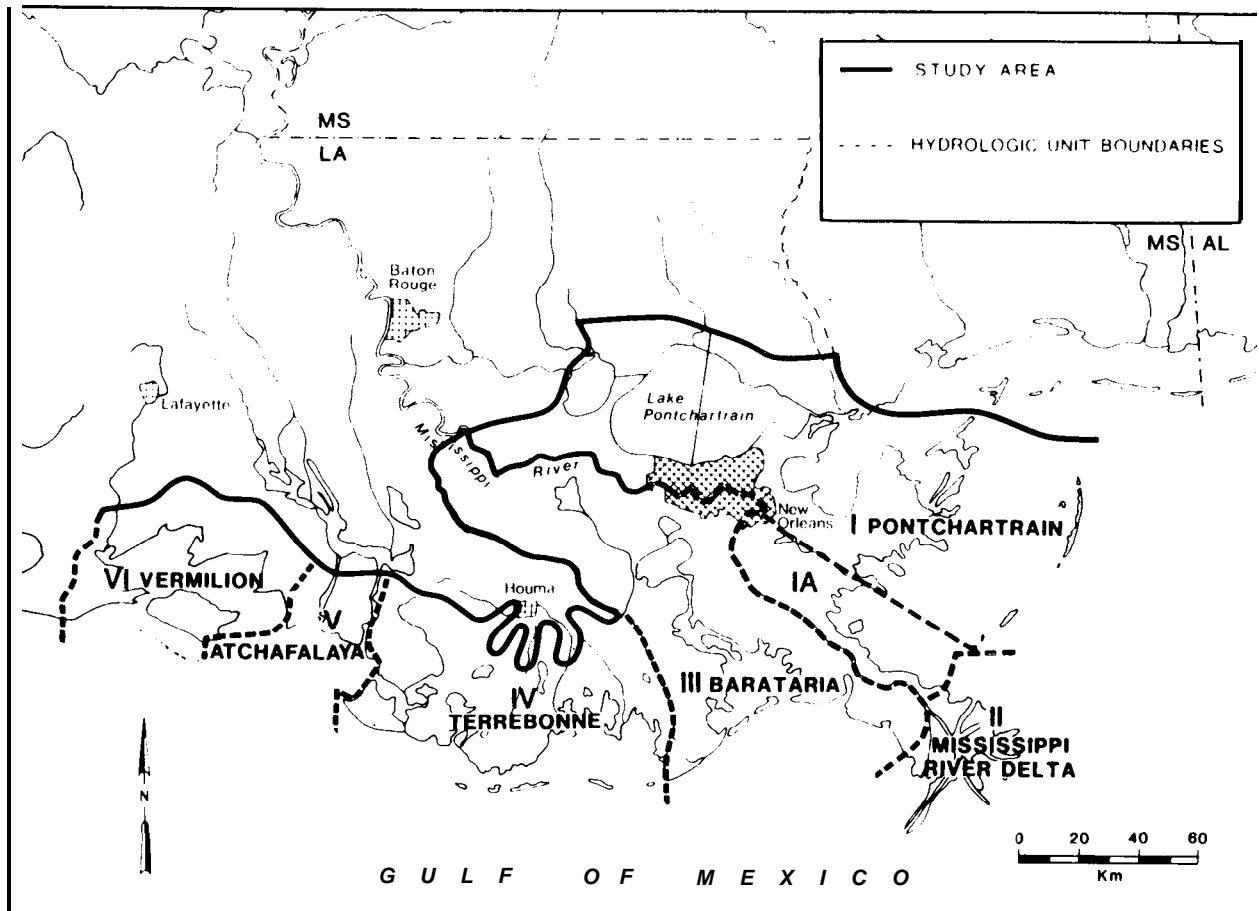 STUDY AREA
HYDROLOGIC UNIT BOUNDARIES
MS
LA
MS
AL
Baton
Rouge
Lafayette
Lake
Pontchartrain
Mississippi
River
New
Orleans
I PONTCHARTRAIN
IA
VI VERMILION
V
ATCHAFALAYA
Houma
IV
TERREBONNE
III BARATARIA
II
MISSISSIPPI
RIVER DELTA
N
0 20 40 60
Km
GULF OF MEXICO